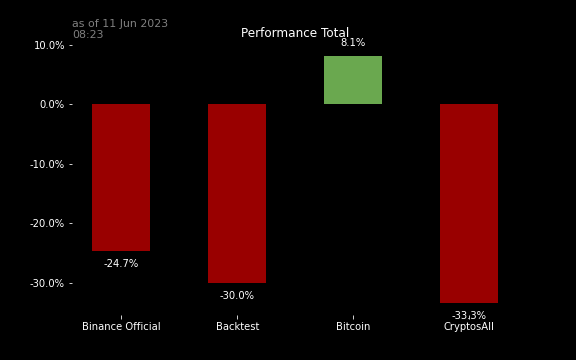 as of 11 Jun 2023
08:23
Performance Total
10.0%
8.1%
0.0%
-10.0%
-20.0%
-24.7%
-30.0%
-30.0%
-33.3%
Binance Official
Backtest
Bitcoin
CryptosAll